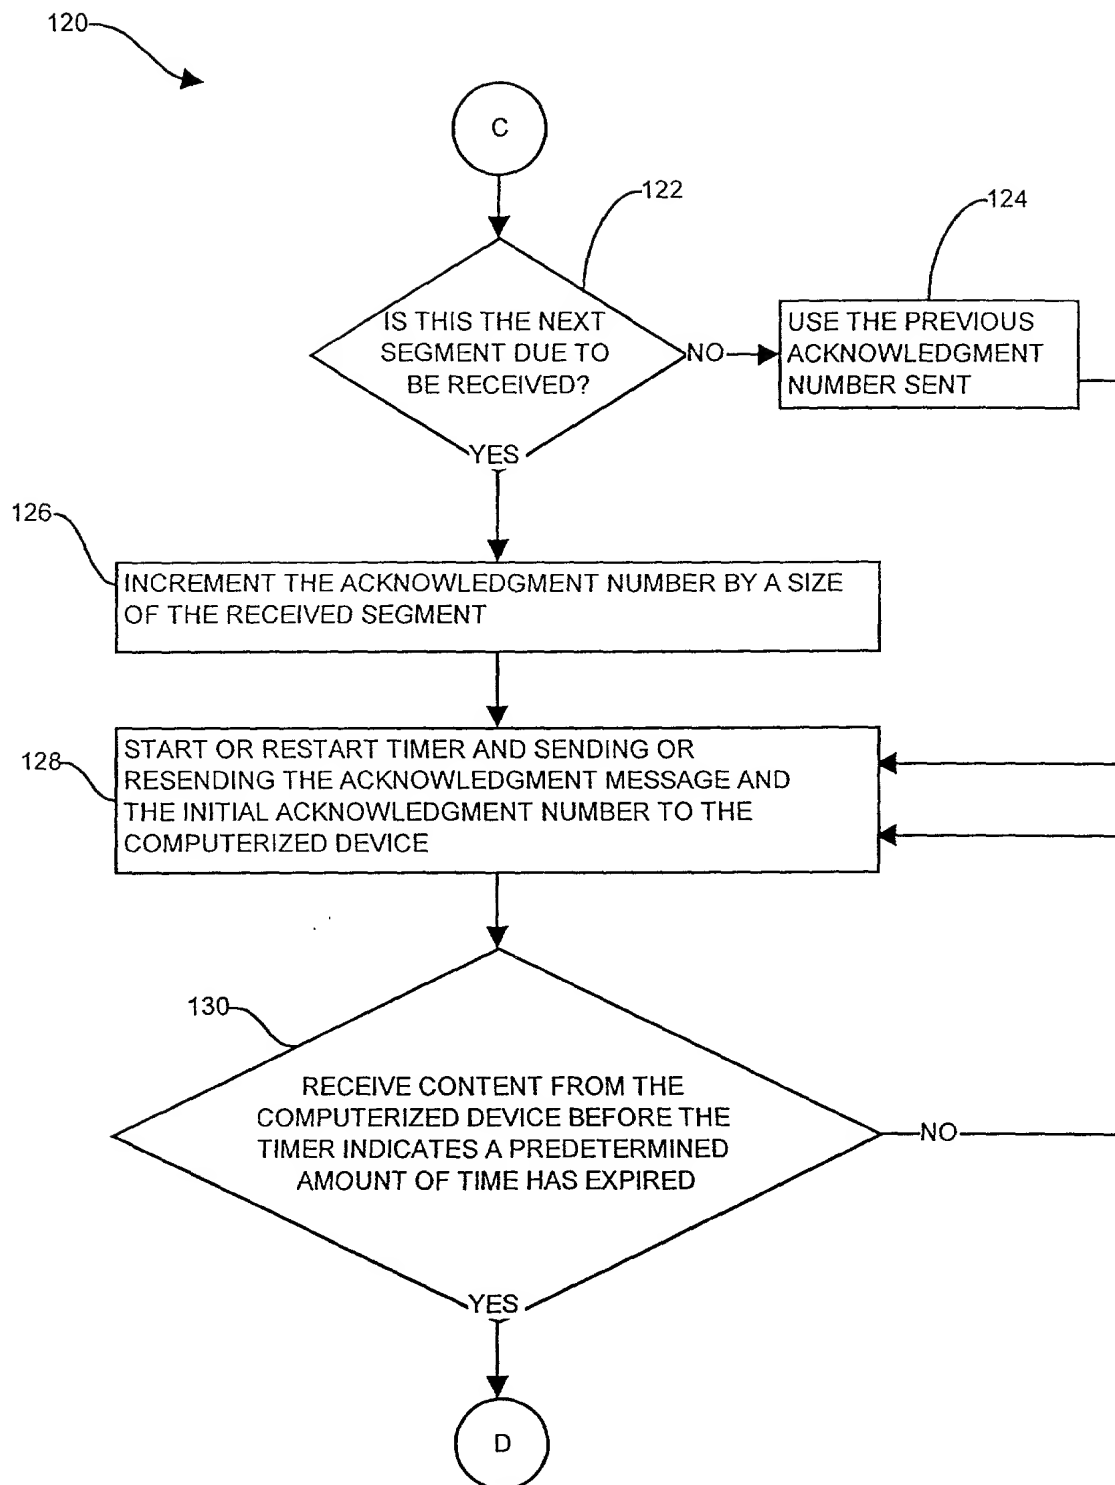 120
C
122
124
IS THIS THE NEXT
SEGMENT DUE TO
BE RECEIVED?
NO
USE THE PREVIOUS
ACKNOWLEDGMENT
NUMBER SENT
YES
126
INCREMENT THE ACKNOWLEDGMENT NUMBER BY A SIZE
OF THE RECEIVED SEGMENT
128
START OR RESTART TIMER AND SENDING OR
RESENDING THE ACKNOWLEDGMENT MESSAGE AND
THE INITIAL ACKNOWLEDGMENT NUMBER TO THE
COMPUTERIZED DEVICE
130
RECEIVE CONTENT FROM THE
COMPUTERIZED DEVICE BEFORE THE
TIMER INDICATES A PREDETERMINED
AMOUNT OF TIME HAS EXPIRED
NO
YES
D